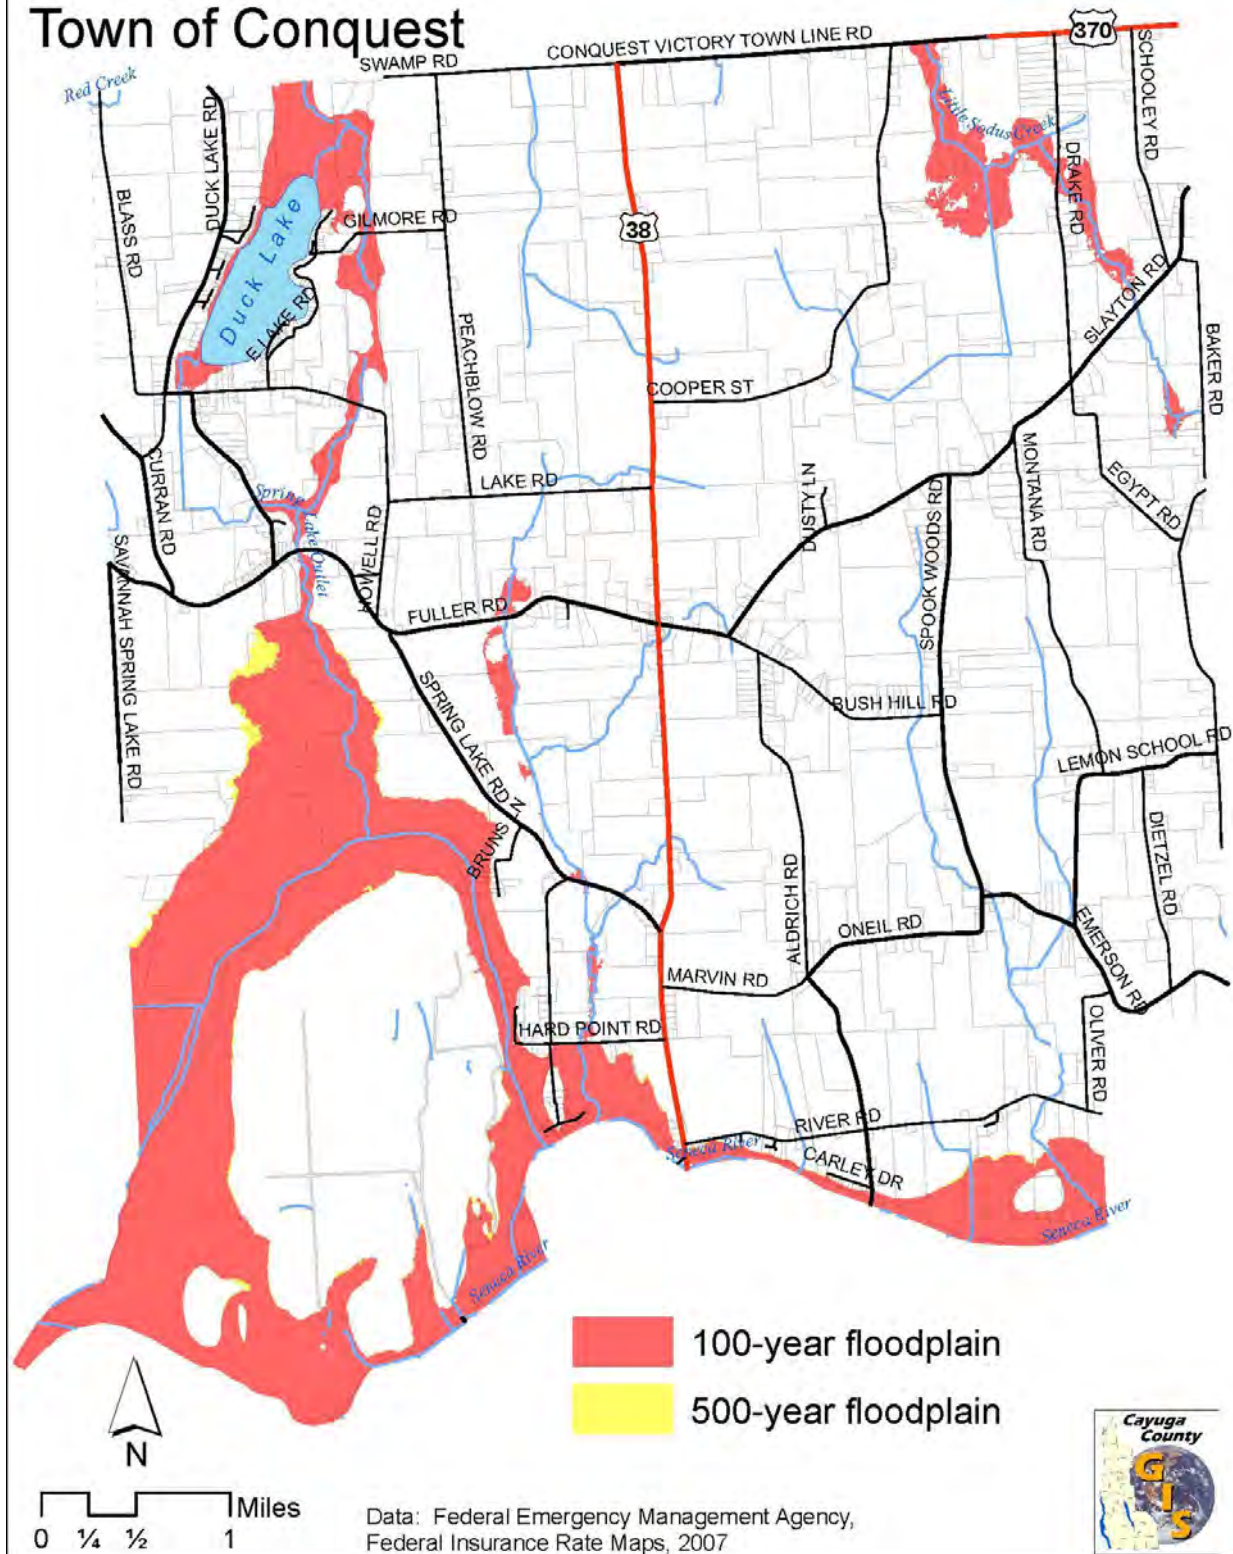 Town of Conquest
SWAMP RD
CONQUEST VICTORY TOWN LINE RD
370
Red Creek
DUCK LAKE RD
SCHOOLEY RD
Little Sodus Creek
DRAKE RD
BLASS RD
GILMORE RD
38
Duck Lake
E LAKE RD
SLAYTON RD
PEACHBLOW RD
BAKER RD
COOPER ST
CURRAN RD
LAKE RD
DUSTY LN
MONTANA RD
EGYPT RD
Spring Lake Outlet
HOWELL RD
SPOOK WOODS RD
SAVANNAH SPRING LAKE RD
FULLER RD
SPRING LAKE RD
BUSH HILL RD
LEMON SCHOOL RD
BRUNS LN
DIETZEL RD
ALDRICH RD
ONEIL RD
EMERSON RD
MARVIN RD
HARD POINT RD
OLIVER RD
RIVER RD
Seneca River
CARLEY DR
Seneca River
Seneca River
100-year floodplain
500-year floodplain
N
Miles
0 ¼ ½ 1
Data: Federal Emergency Management Agency,
Federal Insurance Rate Maps, 2007
Cayuga
County
GIS